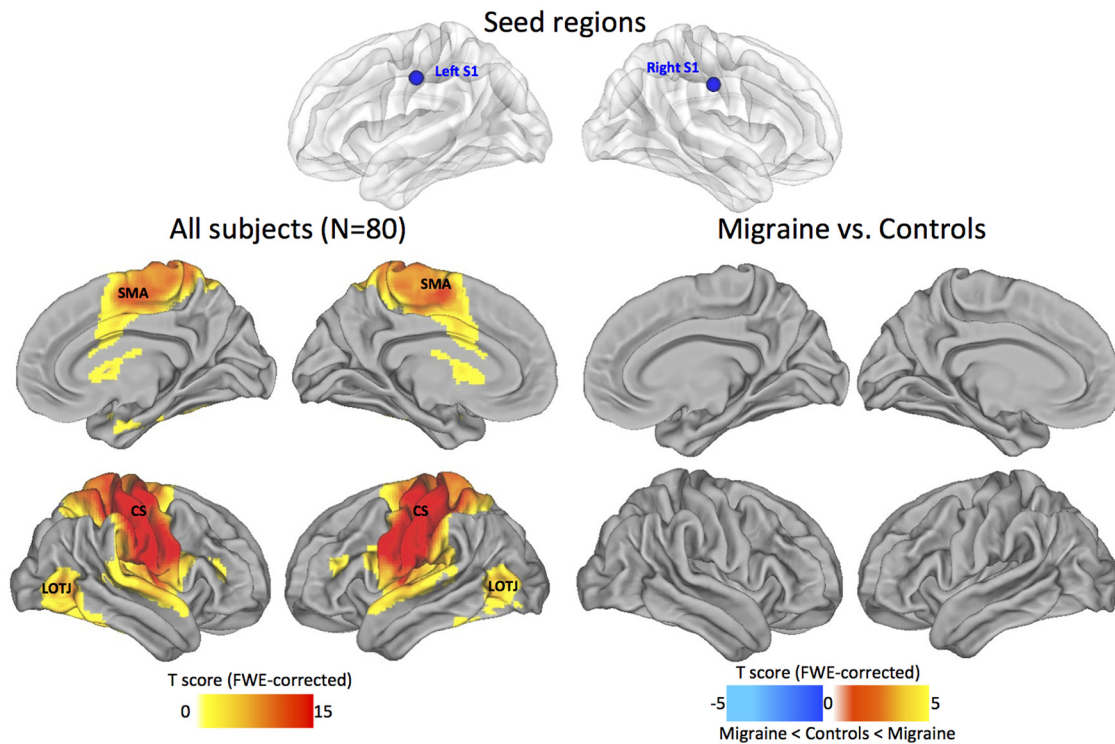 Seed regions
Left S1
Right S1
All subjects (N=80)
Migraine vs. Controls
SMA
SMA
CS
CS
LOTJ
LOTJ
T score (FWE-corrected)
0 15
T score (FWE-corrected)
-5 0 5
Migraine < Controls < Migraine